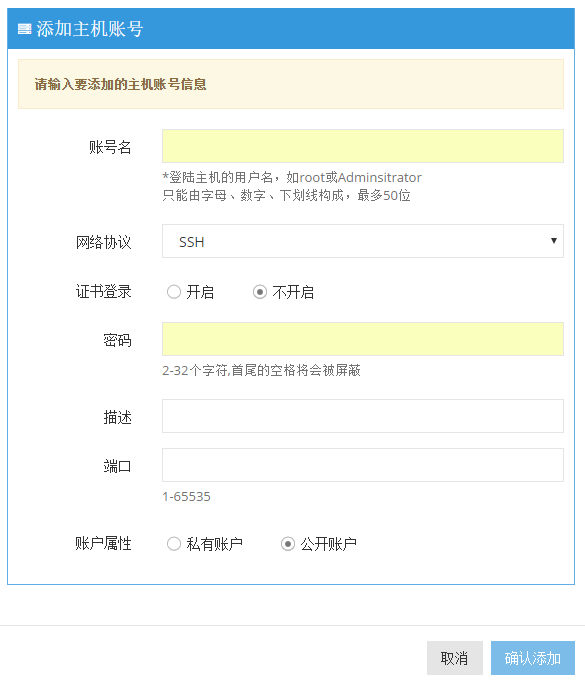 添加主机账号
请输入要添加的主机账号信息
账号名
*登陆主机的用户名，如root或Adminsitrator
只能由字母、数字、下划线构成，最多50位
网络协议 SSH
证书登录 开启 不开启
密码
2-32个字符,首尾的空格将会被屏蔽
描述
端口
1-65535
账户属性 私有账户 公开账户
取消 确认添加